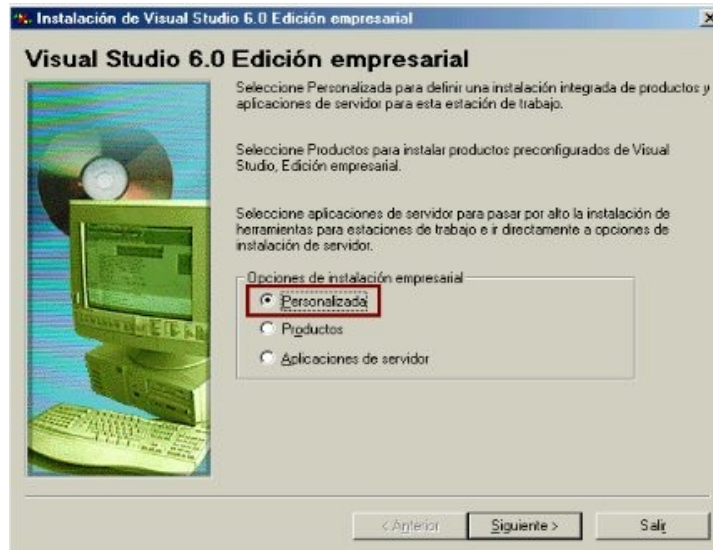 Instalación de Visual Studio 6.0 Edición empresarial
Visual Studio 6.0 Edición empresarial
Seleccione Personalizada para definir una instalación integrada de productos y
aplicaciones de servidor para esta estación de trabajo.
Seleccione Productos para instalar productos preconfigurados de Visual
Studio, Edición empresarial.
Seleccione aplicaciones de servidor para pasar por alto la instalación de
herramientas para estaciones de trabajo e ir directamente a opciones de
instalación de servidor.
Opciones de instalación empresarial
Personalizada
Productos
Aplicaciones de servidor
< Anterior
Siguiente >
Salir